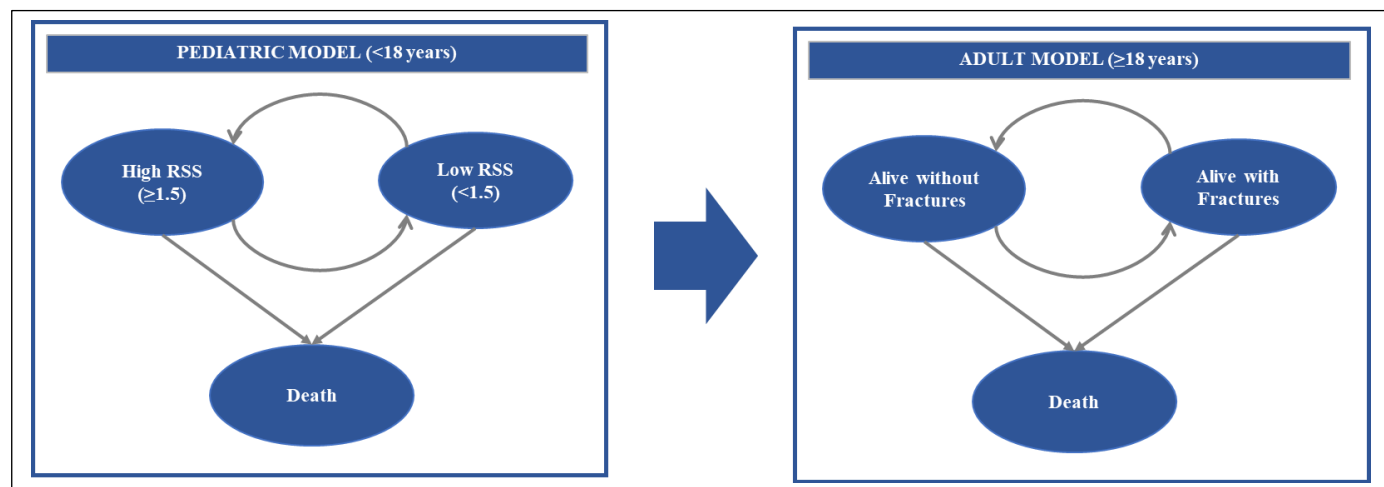 PEDIATRIC MODEL (<18 years)
High RSS
(≥1.5)
Low RSS
(<1.5)
Death
ADULT MODEL (≥18 years)
Alive without
Fractures
Alive with
Fractures
Death